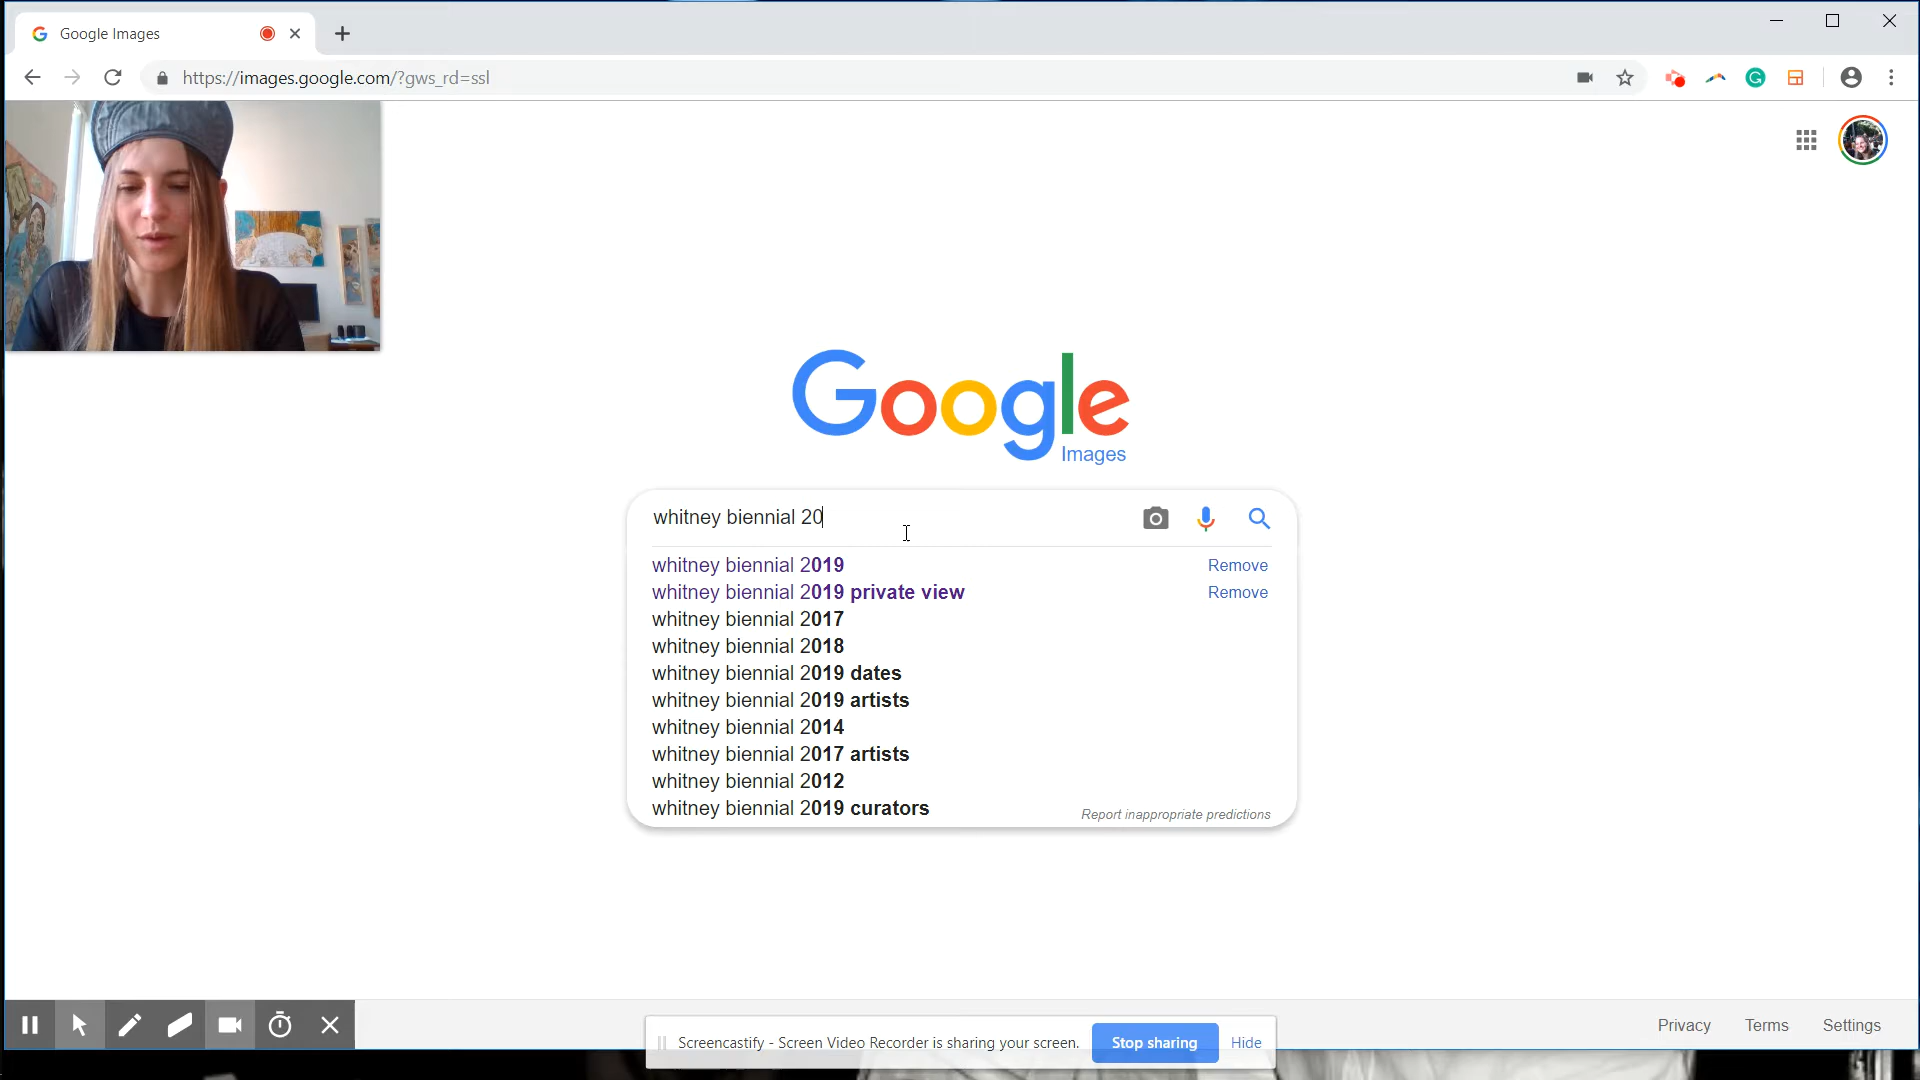 Google Images
https://images.google.com/?gws_rd=ssl
Google
Images
whitney biennial 20
whitney biennial 2019 Remove
whitney biennial 2019 private view Remove
whitney biennial 2017
whitney biennial 2018
whitney biennial 2019 dates
whitney biennial 2019 artists
whitney biennial 2014
whitney biennial 2017 artists
whitney biennial 2012
whitney biennial 2019 curators
Report inappropriate predictions
Privacy Terms Settings
Screencastify - Screen Video Recorder is sharing your screen. Stop sharing Hide